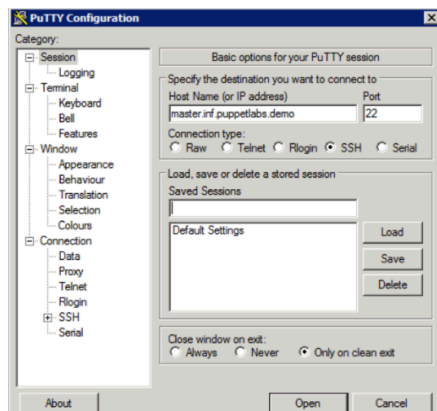 PuTTY Configuration
Category:
Session
Logging
Terminal
Keyboard
Bell
Features
Window
Appearance
Behaviour
Translation
Selection
Colours
Connection
Data
Proxy
Telnet
Rlogin
SSH
Serial
Basic options for your PuTTY session
Specify the destination you want to connect to
Host Name (or IP address) Port
master.inf.puppetlabs.demo 22
Connection type:
Raw Telnet Rlogin SSH Serial
Load, save or delete a stored session
Saved Sessions
Default Settings
Load
Save
Delete
Close window on exit:
Always Never Only on clean exit
About Open Cancel